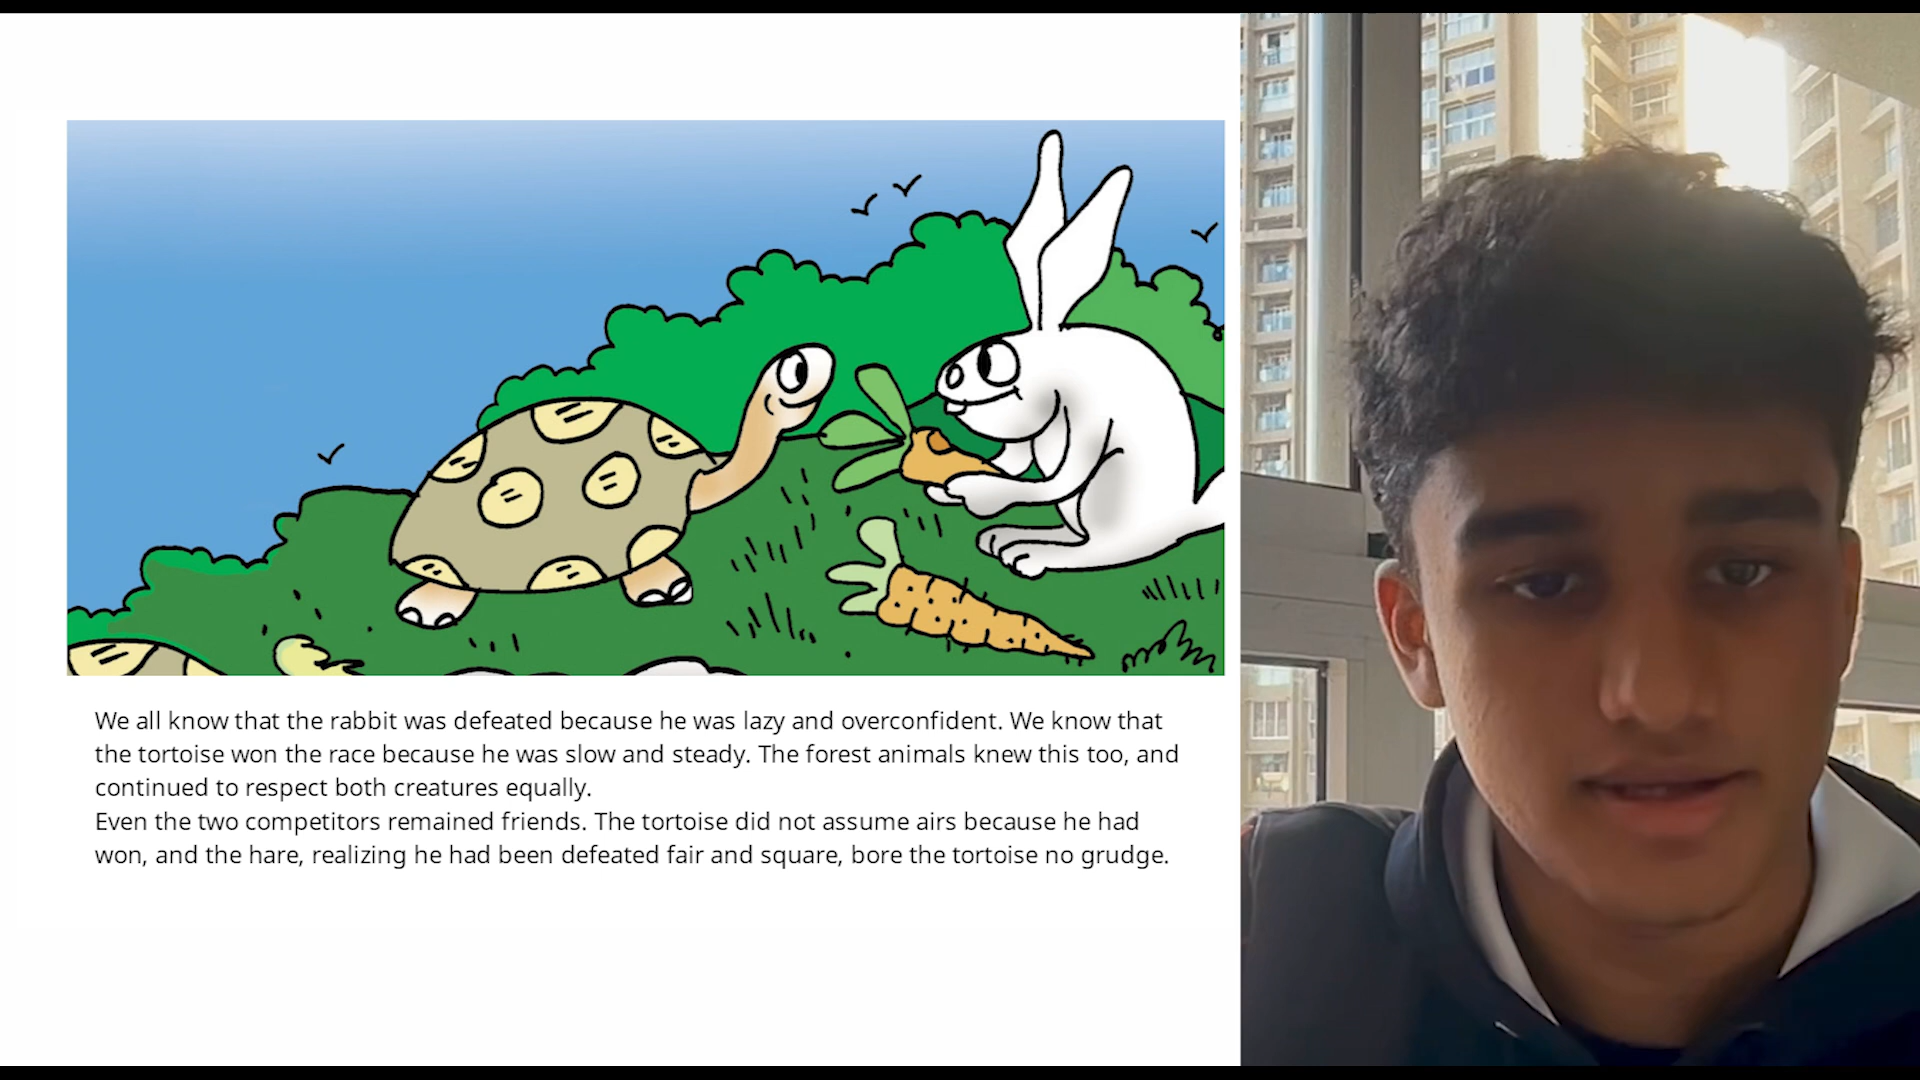 We all know that the rabbit was defeated because he was lazy and overconfident. We know that
the tortoise won the race because he was slow and steady. The forest animals knew this too, and
continued to respect both creatures equally.
Even the two competitors remained friends. The tortoise did not assume airs because he had
won, and the hare, realizing he had been defeated fair and square, bore the tortoise no grudge.